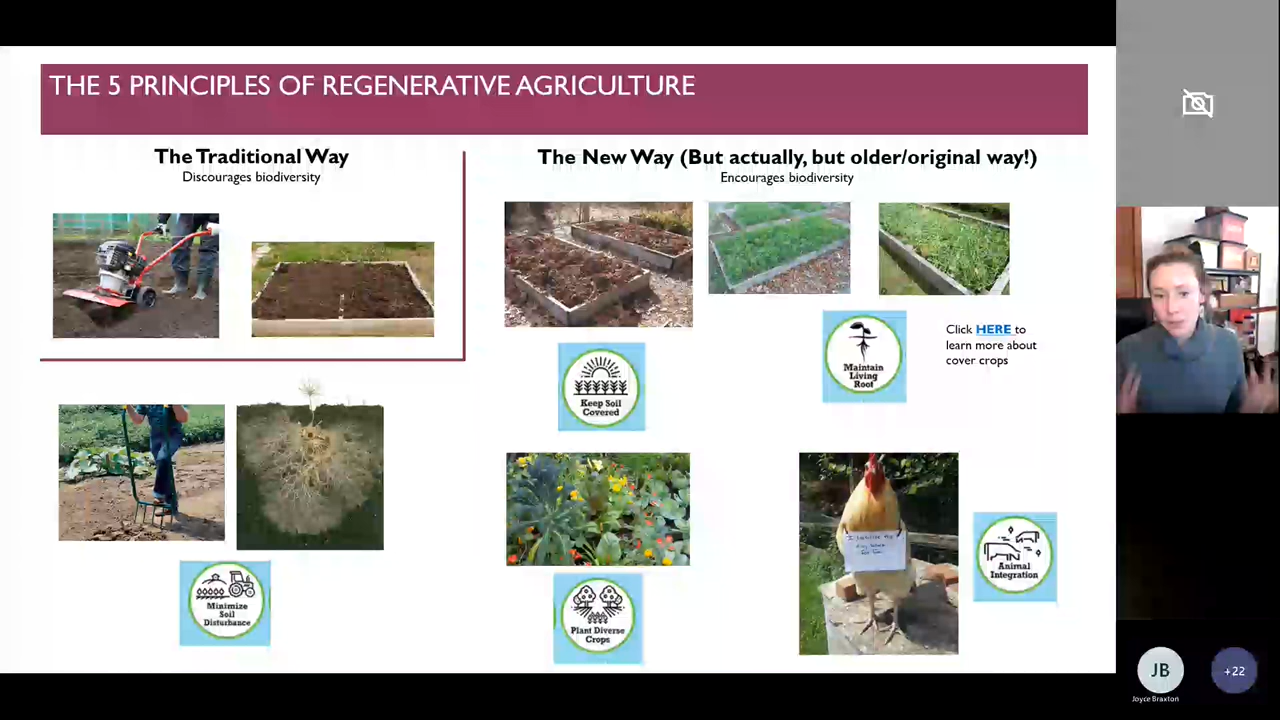 THE 5 PRINCIPLES OF REGENERATIVE AGRICULTURE
The Traditional Way
Discourages biodiversity
The New Way (But actually, but older/original way!)
Encourages biodiversity
Keep Soil
Covered
Maintain
Living
Root
Click HERE to
learn more about
cover crops
Minimize
Soil
Disturbance
Plant Diverse
Crops
Animal
Integration
JB
Joyce Braxton
+22